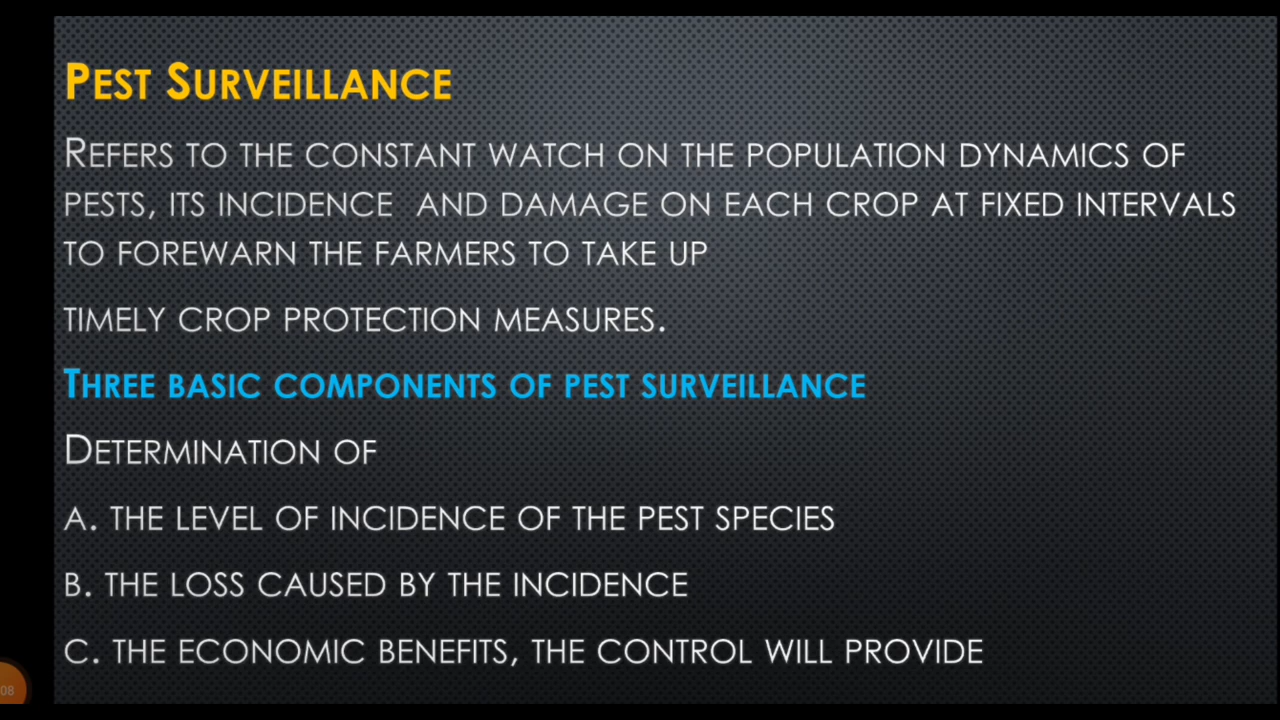 PEST SURVEILLANCE
REFERS TO THE CONSTANT WATCH ON THE POPULATION DYNAMICS OF
PESTS, ITS INCIDENCE AND DAMAGE ON EACH CROP AT FIXED INTERVALS
TO FOREWARN THE FARMERS TO TAKE UP
TIMELY CROP PROTECTION MEASURES.
THREE BASIC COMPONENTS OF PEST SURVEILLANCE
DETERMINATION OF
A. THE LEVEL OF INCIDENCE OF THE PEST SPECIES
B. THE LOSS CAUSED BY THE INCIDENCE
C. THE ECONOMIC BENEFITS, THE CONTROL WILL PROVIDE
08